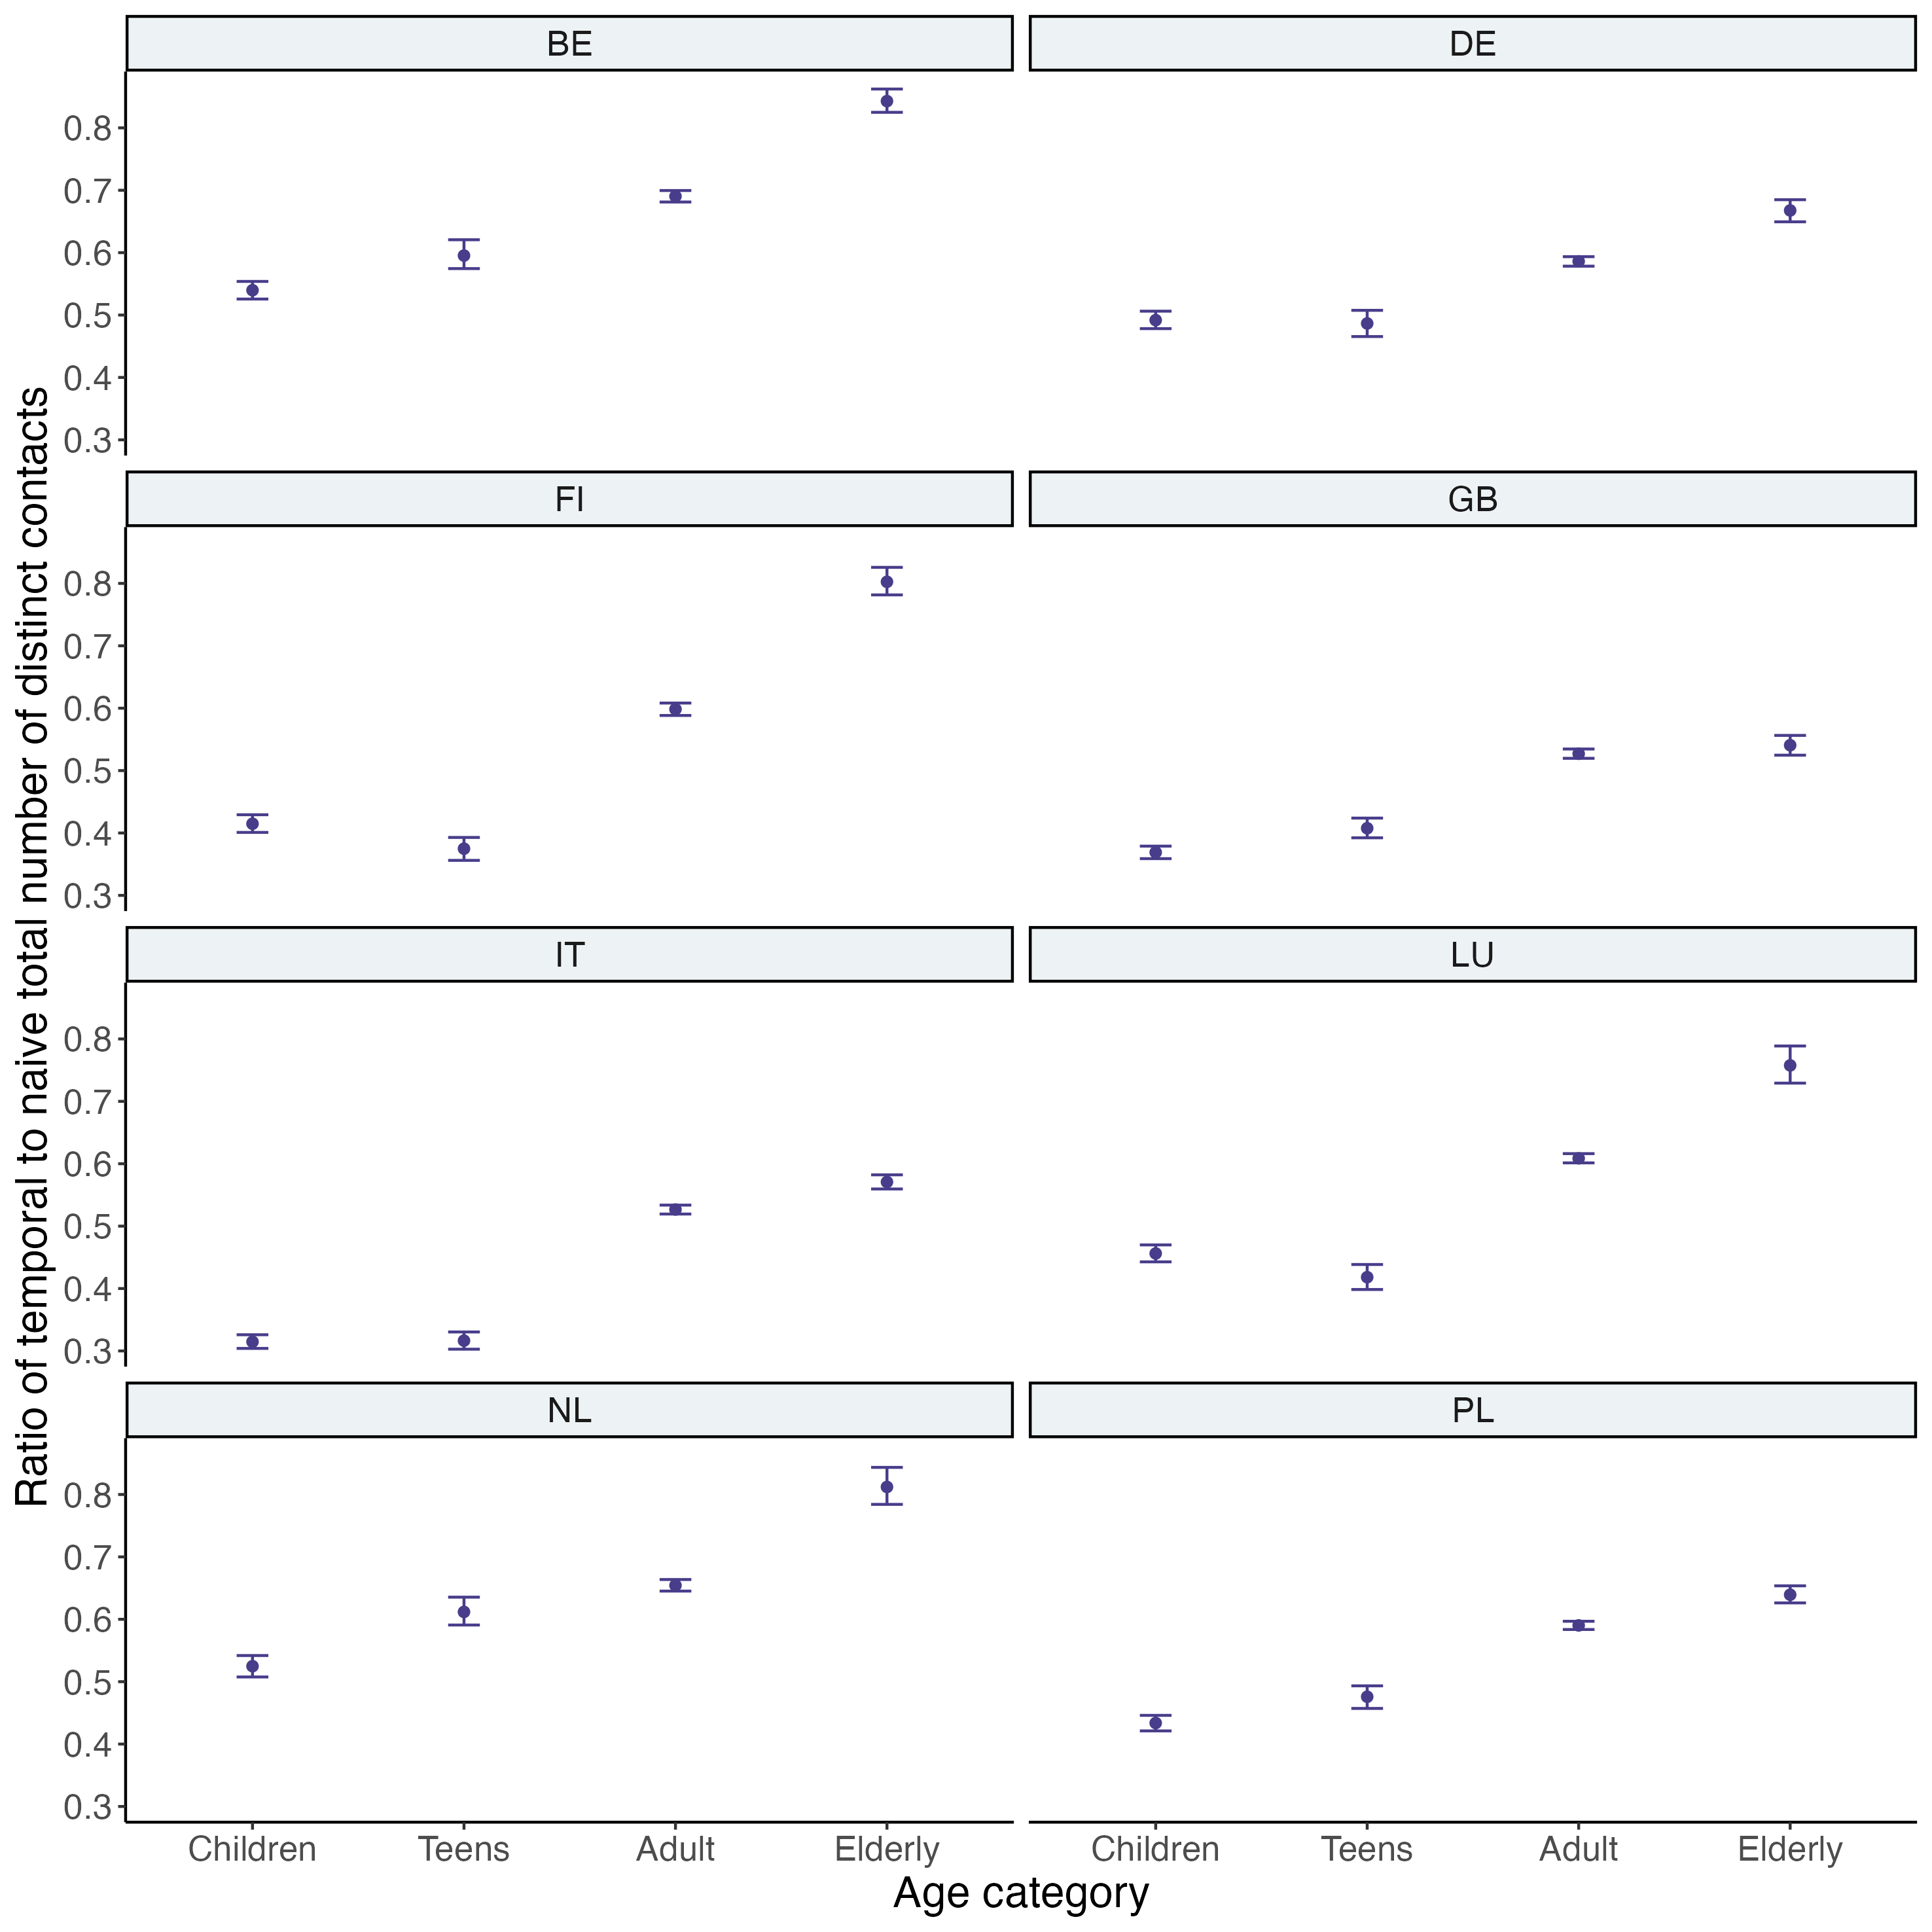 BE
DE
0.8
0.7
0.6
0.5
0.4
0.3
FI
GB
0.8
0.7
0.6
0.5
0.4
0.3
IT
LU
0.8
0.7
0.6
0.5
0.4
0.3
NL
PL
0.8
0.7
0.6
0.5
0.4
0.3
Children Teens Adult Elderly
Children Teens Adult Elderly
Age category
Ratio of temporal to naive total number of distinct contacts